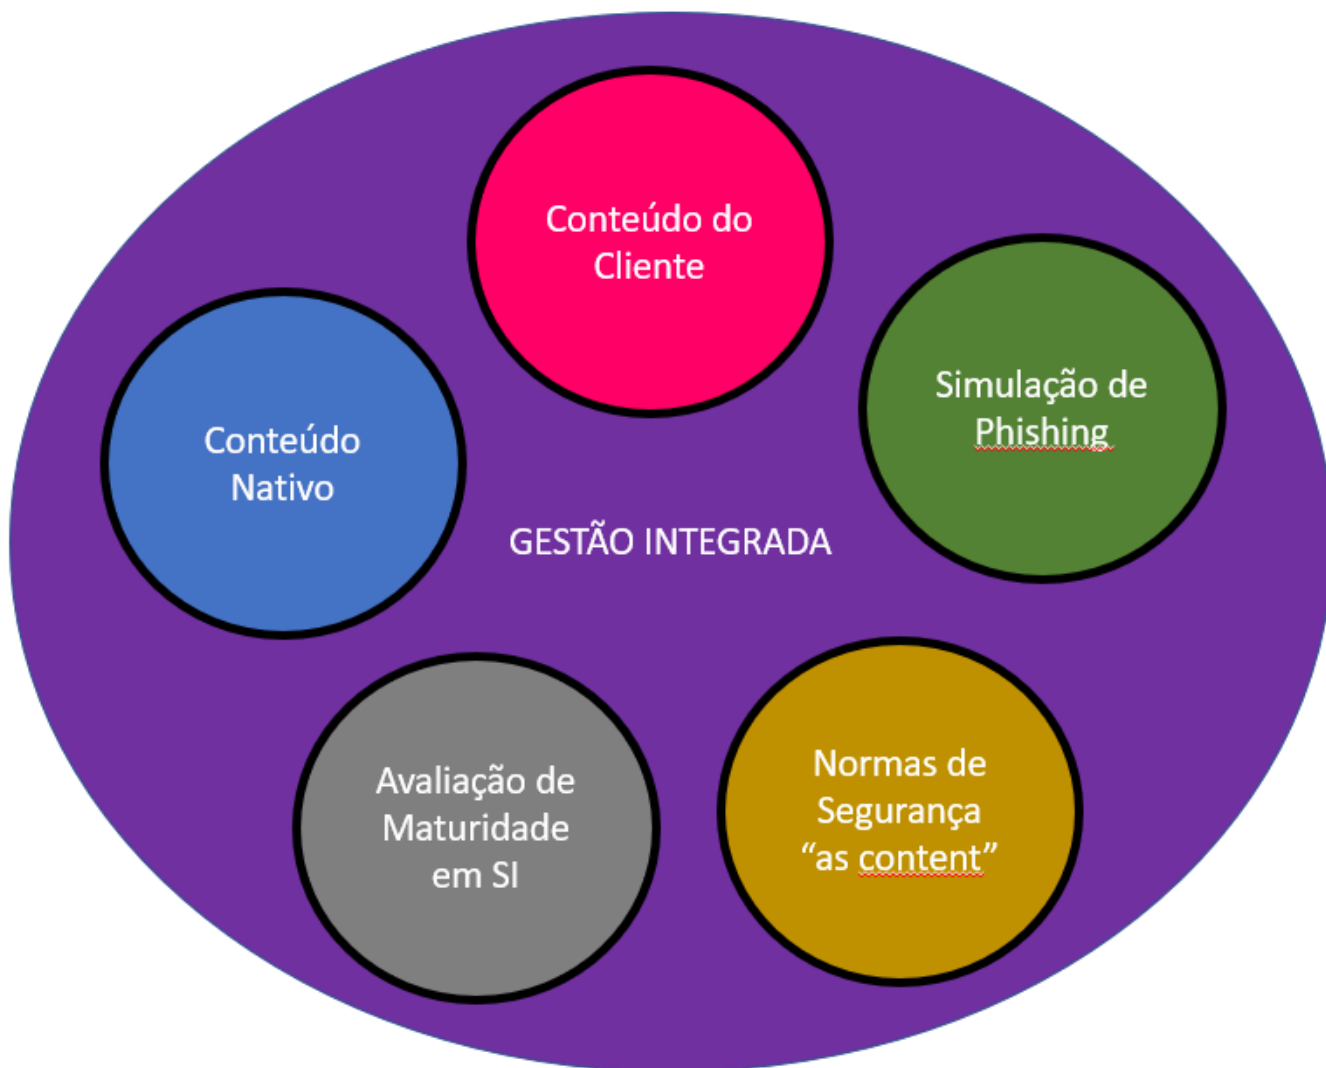 Conteúdo do
Cliente
Simulação de
Phishing
Conteúdo
Nativo
GESTÃO INTEGRADA
Avaliação de
Maturidade
em SI
Normas de
Segurança
“as content”